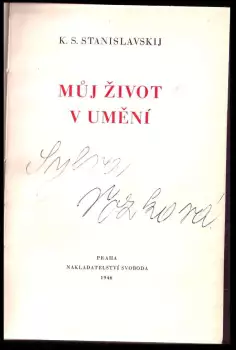 K. S. STANISLAVSKIJ
MŮJ ŽIVOT
V UMĚNÍ
PRAHA
NAKLADATELSTVÍ SVOBODA
1946